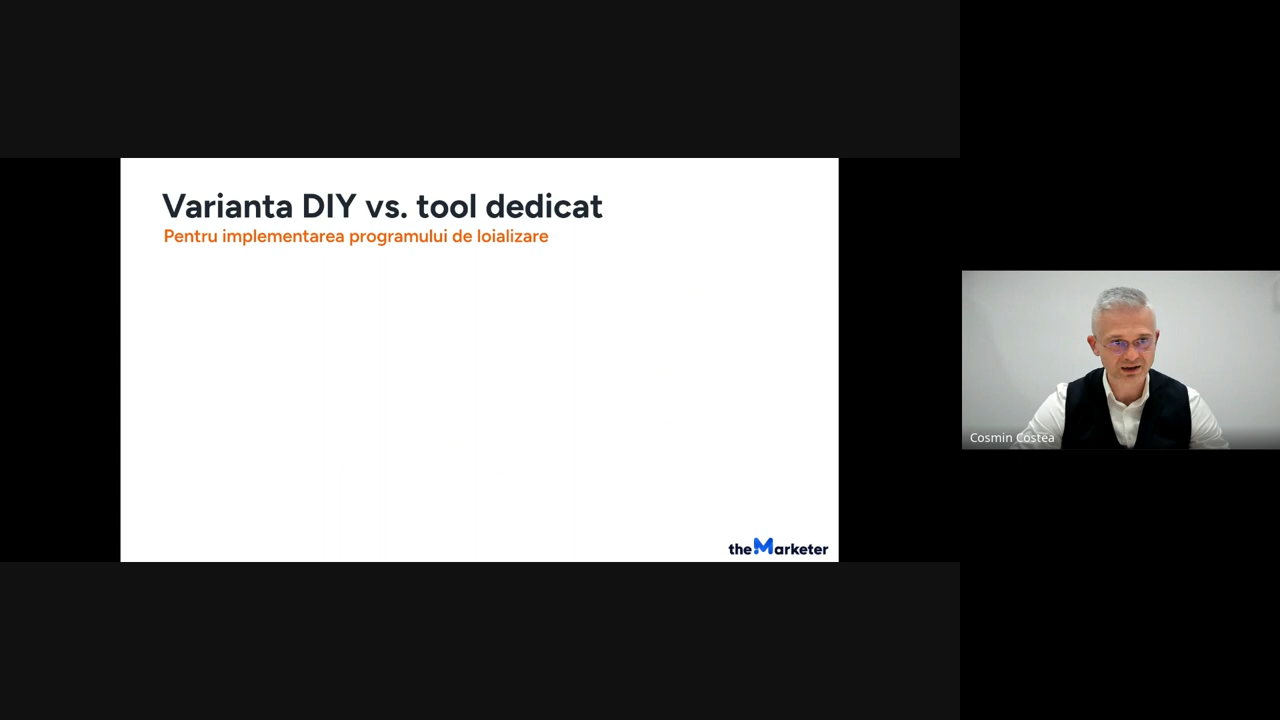 Varianta DIY vs. tool dedicat
Pentru implementarea programului de loializare
theMarketer
Cosmin Costea